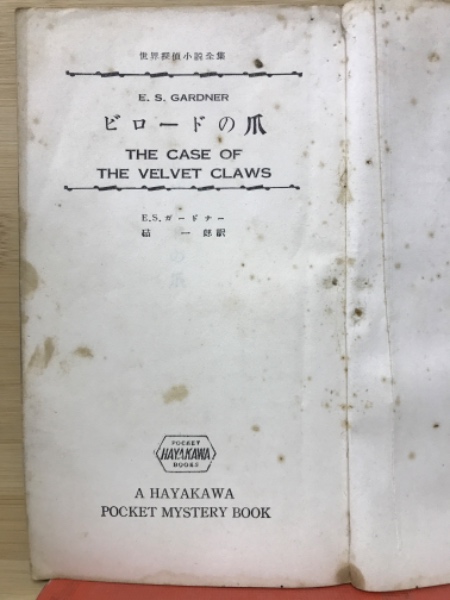 世界探偵小説全集
E. S. GARDNER
ビロードの爪
THE CASE OF
THE VELVET CLAWS
E.S.ガードナー
砧 一郎訳
POCKET
HAYAKAWA
BOOKS
A HAYAKAWA
POCKET MYSTERY BOOK